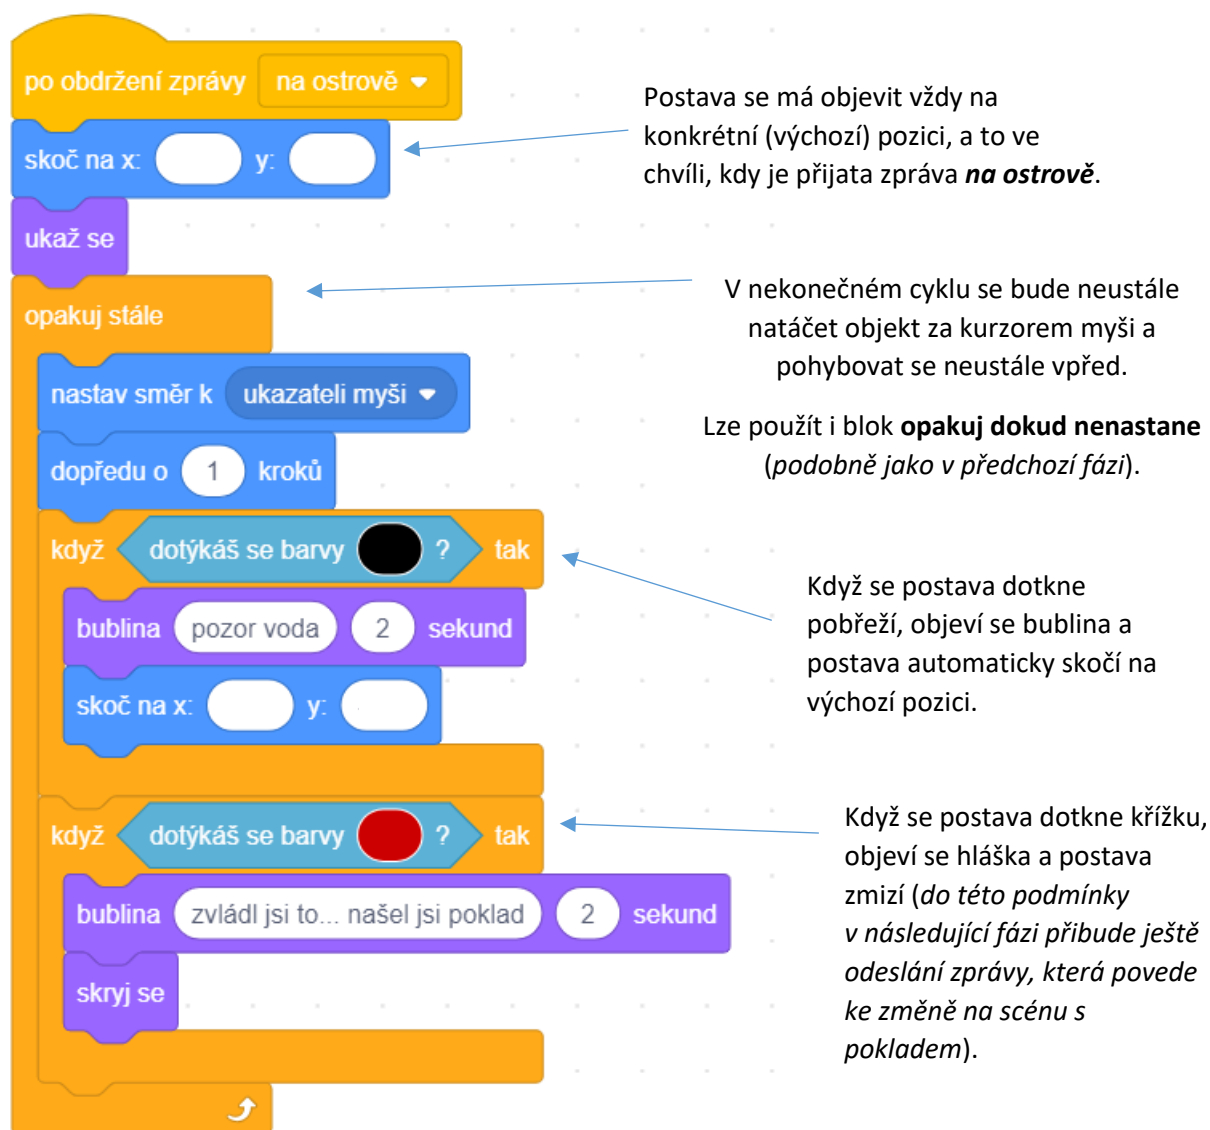 po obdržení zprávy na ostrově
skoč na x: y:
ukaž se
opakuj stále
nastav směr k ukazateli myši
dopředu o 1 kroků
když dotýkáš se barvy ? tak
bublina pozor voda 2 sekund
skoč na x: y:
když dotýkáš se barvy ? tak
bublina zvládl jsi to... našel jsi poklad 2 sekund
skryj se
Postava se má objevit vždy na
konkrétní (výchozí) pozici, a to ve
chvíli, kdy je přijata zpráva na ostrově.
V nekonečném cyklu se bude neustále
natáčet objekt za kurzorem myši a
pohybovat se neustále vpřed.
Lze použít i blok opakuj dokud nenastane
(podobně jako v předchozí fázi).
Když se postava dotkne
pobřeží, objeví se bublina a
postava automaticky skočí na
výchozí pozici.
Když se postava dotkne křížku,
objeví se hláška a postava
zmizí (do této podmínky
v následující fázi přibude ještě
odeslání zprávy, která povede
ke změně na scénu s
pokladem).